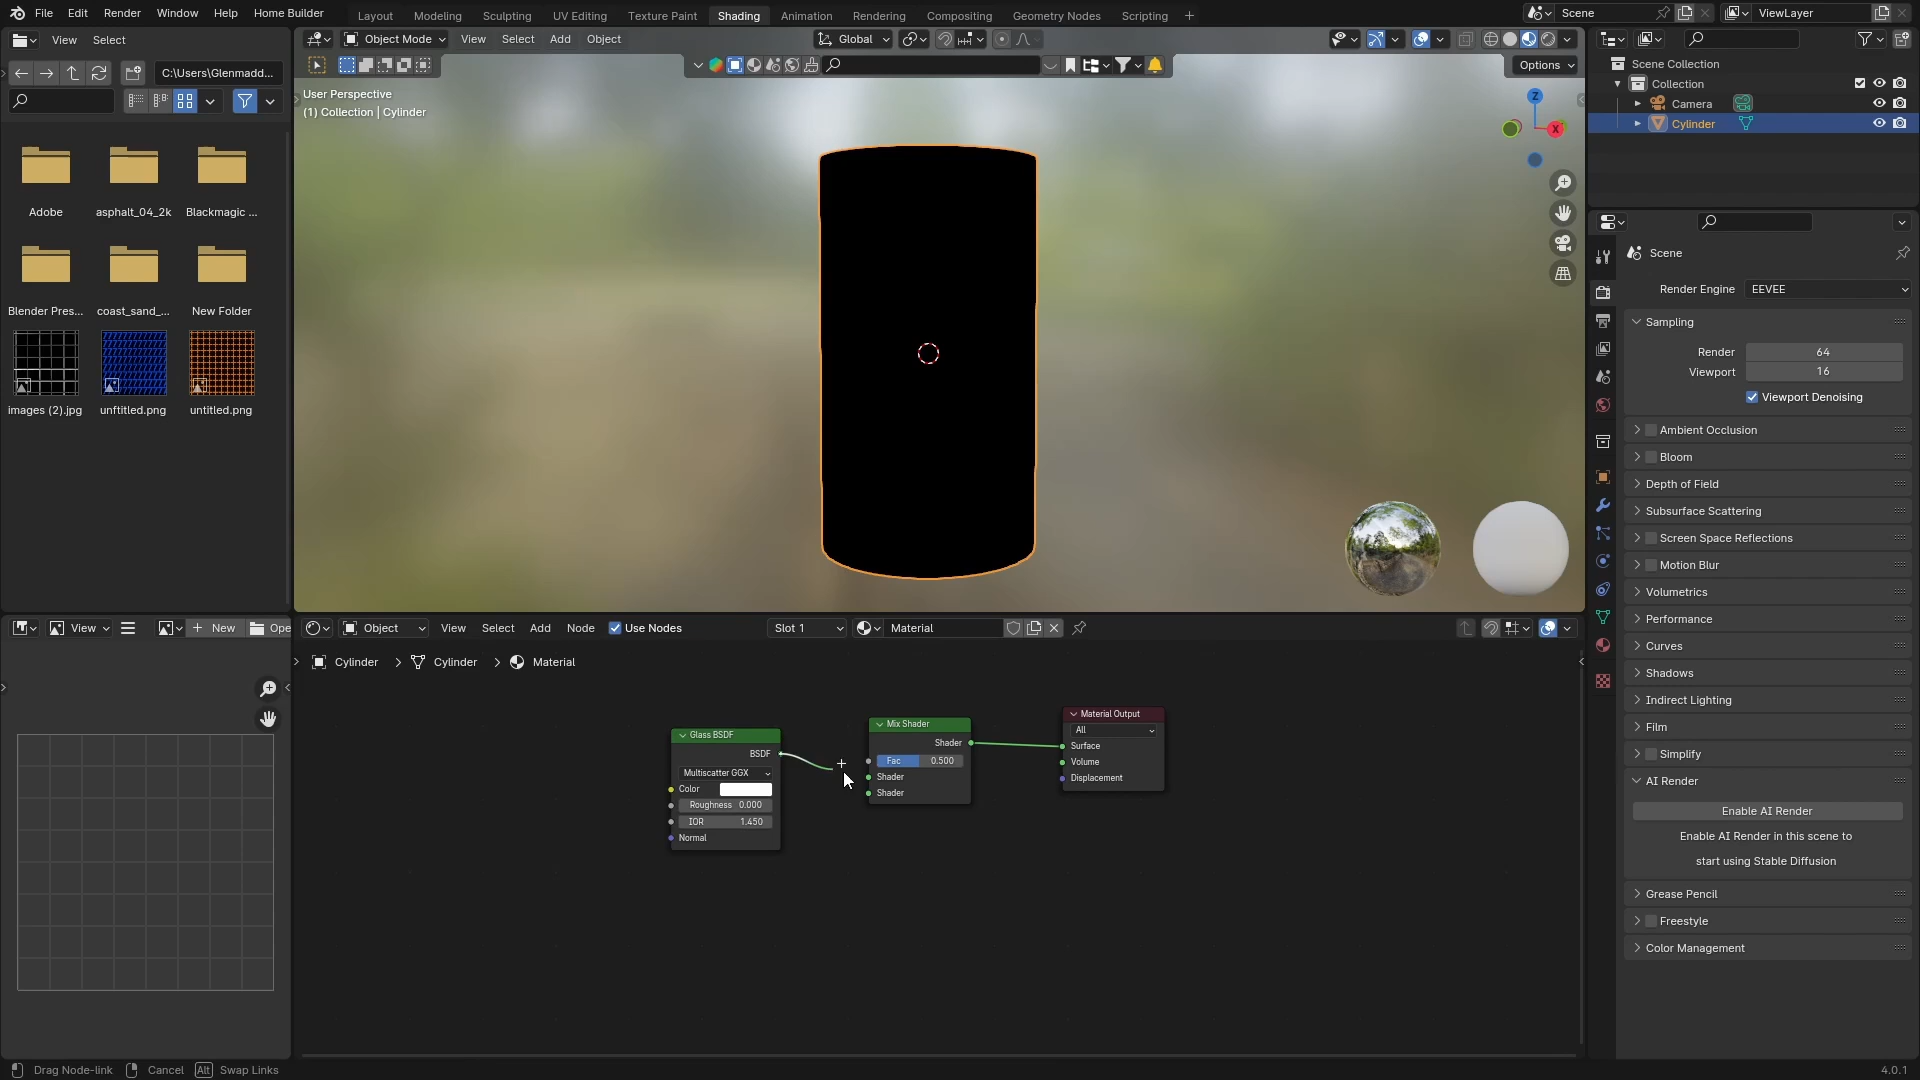 File Edit Render Window Help Home Builder Layout Modeling Sculpting UV Editing Texture Paint Shading Animation Rendering Compositing Geometry Nodes Scripting + Scene ViewLayer
View Select
Object Mode View Select Add Object Global
C:\Users\Glenmadd...
Options
User Perspective
(1) Collection | Cylinder
Z
X
Scene Collection
Collection
Camera
Cylinder
Adobe asphalt_04_2k Blackmagic ...
Blender Pres... coast_sand_... New Folder
images (2).jpg unftitled.png untitled.png
Scene
Render Engine EEVEE
Sampling
Render 64
Viewport 16
Viewport Denoising
Ambient Occlusion
Bloom
Depth of Field
Subsurface Scattering
Screen Space Reflections
Motion Blur
Volumetrics
Performance
Curves
Shadows
Indirect Lighting
Film
Simplify
AI Render
Enable AI Render
Enable AI Render in this scene to
start using Stable Diffusion
Grease Pencil
Freestyle
Color Management
View + New Ope
Object View Select Add Node Use Nodes Slot 1 Material
Cylinder > Cylinder > Material
Glass BSDF
BSDF
Multiscatter GGX
Color
Roughness 0.000
IOR 1.450
Normal
Mix Shader
Shader
Fac 0.500
Shader
Shader
Material Output
All
Surface
Volume
Displacement
Drag Node-link Cancel Alt Swap Links 4.0.1